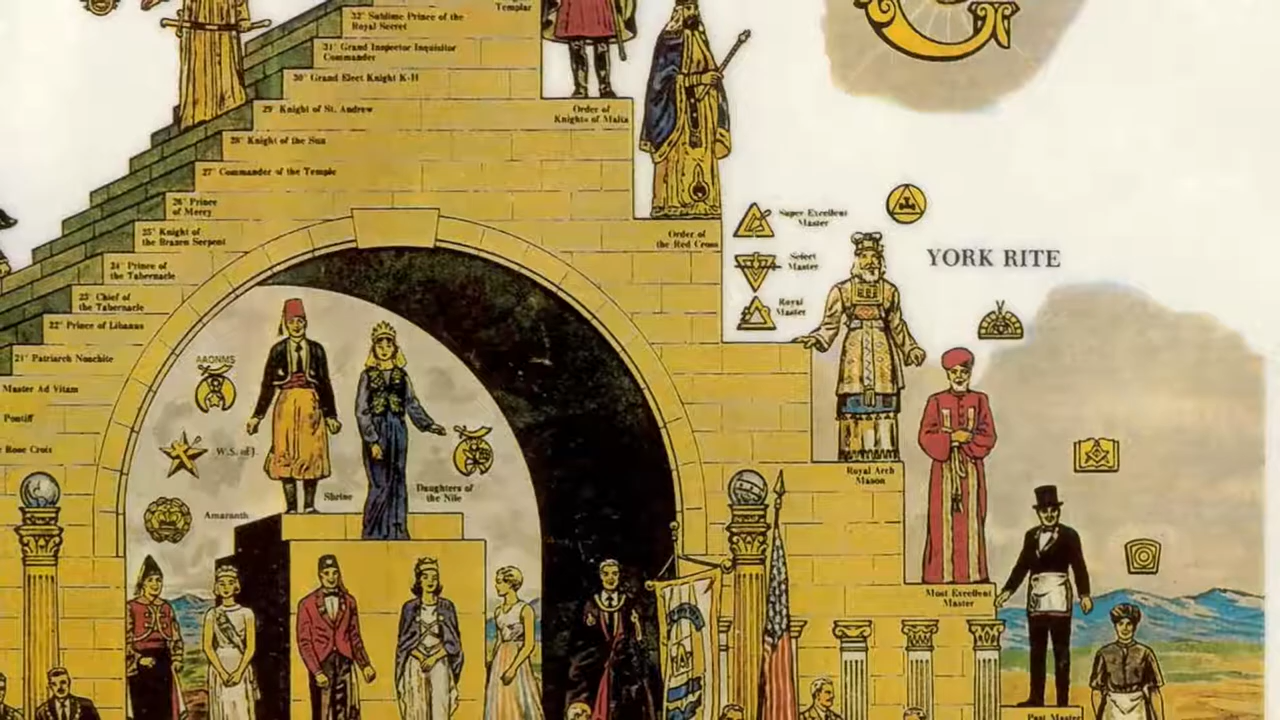 Templar
32° Sublime Prince of the
Royal Secret
31° Grand Inspector Inquisitor
Commander
30° Grand Elect Knight K-H
29° Knight of St. Andrew
28° Knight of the Sun
27° Commander of the Temple
26° Prince
of Mercy
25° Knight of
the Brazen Serpent
24° Prince of
the Tabernacle
23° Chief of
the Tabernacle
22° Prince of Libanus
21° Patriarch Noachite
Master Ad Vitam
Pontiff
Rose Croix
Order of
Knights of Malta
Order of
the Red Cross
Super Excellent
Master
Select
Master
Royal
Master
YORK RITE
G
AAONMS
W.S. of J.
Amaranth
Shrine
Daughters of
the Nile
Royal Arch
Mason
Most Excellent
Master
Past Master